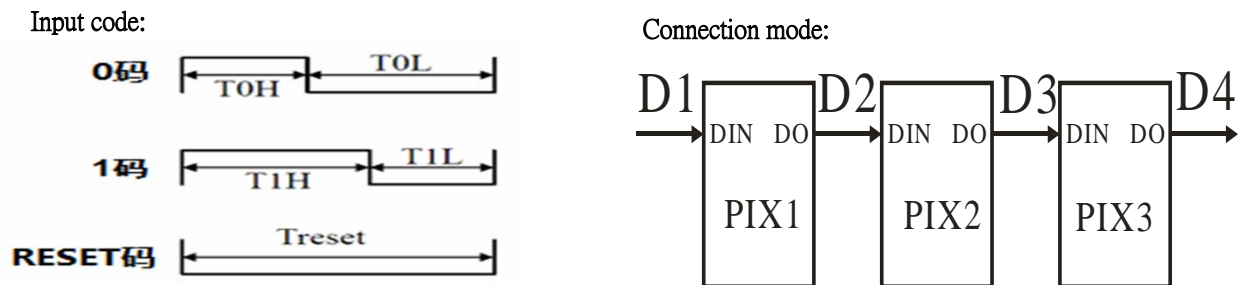 Input code:
0码
T0H
T0L
1码
T1H
T1L
RESET码
Treset
Connection mode:
D1
D2
D3
D4
DIN DO
DIN DO
DIN DO
PIX1
PIX2
PIX3